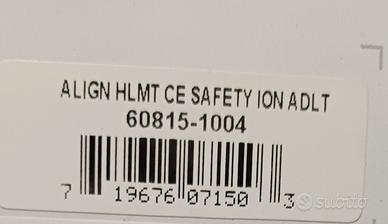 ALIGN HLMT CE SAFETY ION ADLT
60815-1004
7 19676 07150 3
subito